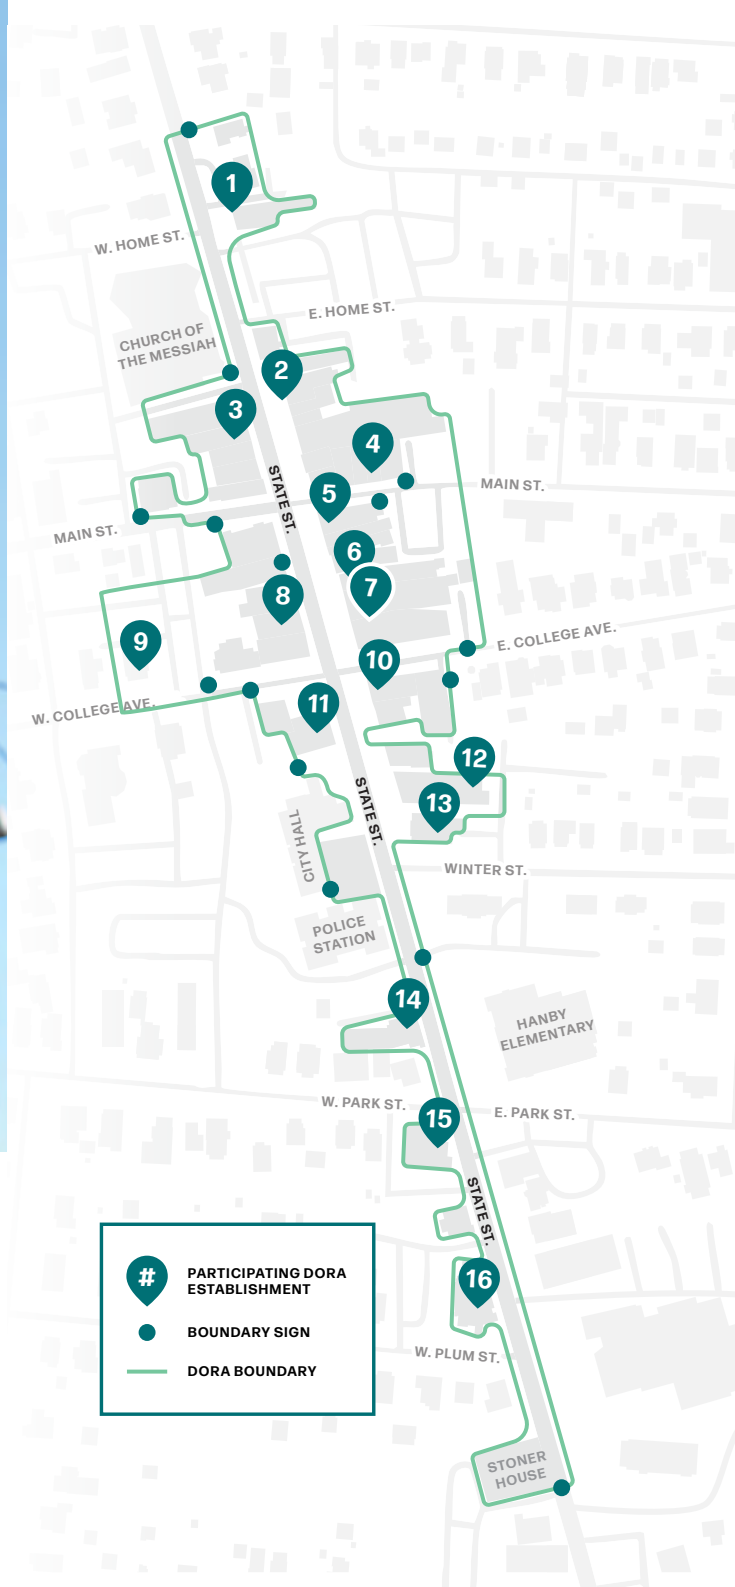 1
W. HOME ST.
E. HOME ST.
CHURCH OF
THE MESSIAH
2
3
4
STATE ST.
5
MAIN ST.
MAIN ST.
6
7
8
9
E. COLLEGE AVE.
10
W. COLLEGE AVE.
11
12
STATE ST.
13
CITY HALL
WINTER ST.
POLICE
STATION
14
HANBY
ELEMENTARY
W. PARK ST.
E. PARK ST.
15
STATE ST.
16
# PARTICIPATING DORA
ESTABLISHMENT
BOUNDARY SIGN
DORA BOUNDARY
W. PLUM ST.
STONER
HOUSE